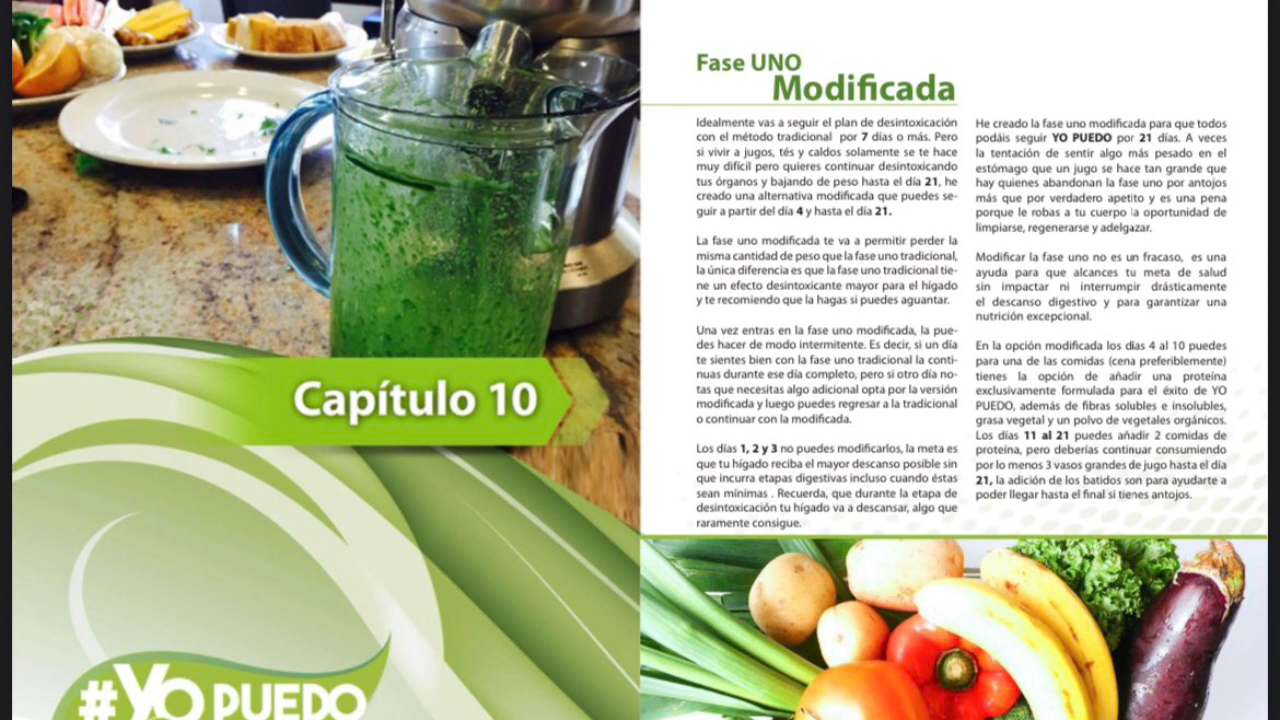 Capítulo 10
#Yo PUEDO
Fase UNO
Modificada
Idealmente vas a seguir el plan de desintoxicación
con el método tradicional por 7 días o más. Pero
si vivir a jugos, tés y caldos solamente se te hace
muy difícil pero quieres continuar desintoxicando
tus órganos y bajando de peso hasta el día 21, he
creado una alternativa modificada que puedes se-
guir a partir del día 4 y hasta el día 21.
La fase uno modificada te va a permitir perder la
misma cantidad de peso que la fase uno tradicional,
la única diferencia es que la fase uno tradicional tie-
ne un efecto desintoxicante mayor para el hígado
y te recomiendo que la hagas si puedes aguantar.
Una vez entras en la fase uno modificada, la pue-
des hacer de modo intermitente. Es decir, si un día
te sientes bien con la fase uno tradicional la conti-
nuas durante ese día completo, pero si otro día no-
tas que necesitas algo adicional opta por la versión
modificada y luego puedes regresar a la tradicional
o continuar con la modificada.
Los días 1, 2 y 3 no puedes modificarlos, la meta es
que tu hígado reciba el mayor descanso posible sin
que incurra etapas digestivas incluso cuando éstas
sean mínimas . Recuerda, que durante la etapa de
desintoxicación tu hígado va a descansar, algo que
raramente consigue.
He creado la fase uno modificada para que todos
podáis seguir YO PUEDO por 21 días. A veces
la tentación de sentir algo más pesado en el
estómago que un jugo se hace tan grande que
hay quienes abandonan la fase uno por antojos
más que por verdadero apetito y es una pena
porque le robas a tu cuerpo la oportunidad de
limpiarse, regenerarse y adelgazar.
Modificar la fase uno no es un fracaso, es una
ayuda para que alcances tu meta de salud
sin impactar ni interrumpir drásticamente
el descanso digestivo y para garantizar una
nutrición excepcional.
En la opción modificada los días 4 al 10 puedes
para una de las comidas (cena preferiblemente)
tienes la opción de añadir una proteína
exclusivamente formulada para el éxito de YO
PUEDO, además de fibras solubles e insolubles,
grasa vegetal y un polvo de vegetales orgánicos.
Los días 11 al 21 puedes añadir 2 comidas de
proteína, pero deberías continuar consumiendo
por lo menos 3 vasos grandes de jugo hasta el día
21, la adición de los batidos son para ayudarte a
poder llegar hasta el final si tienes antojos.